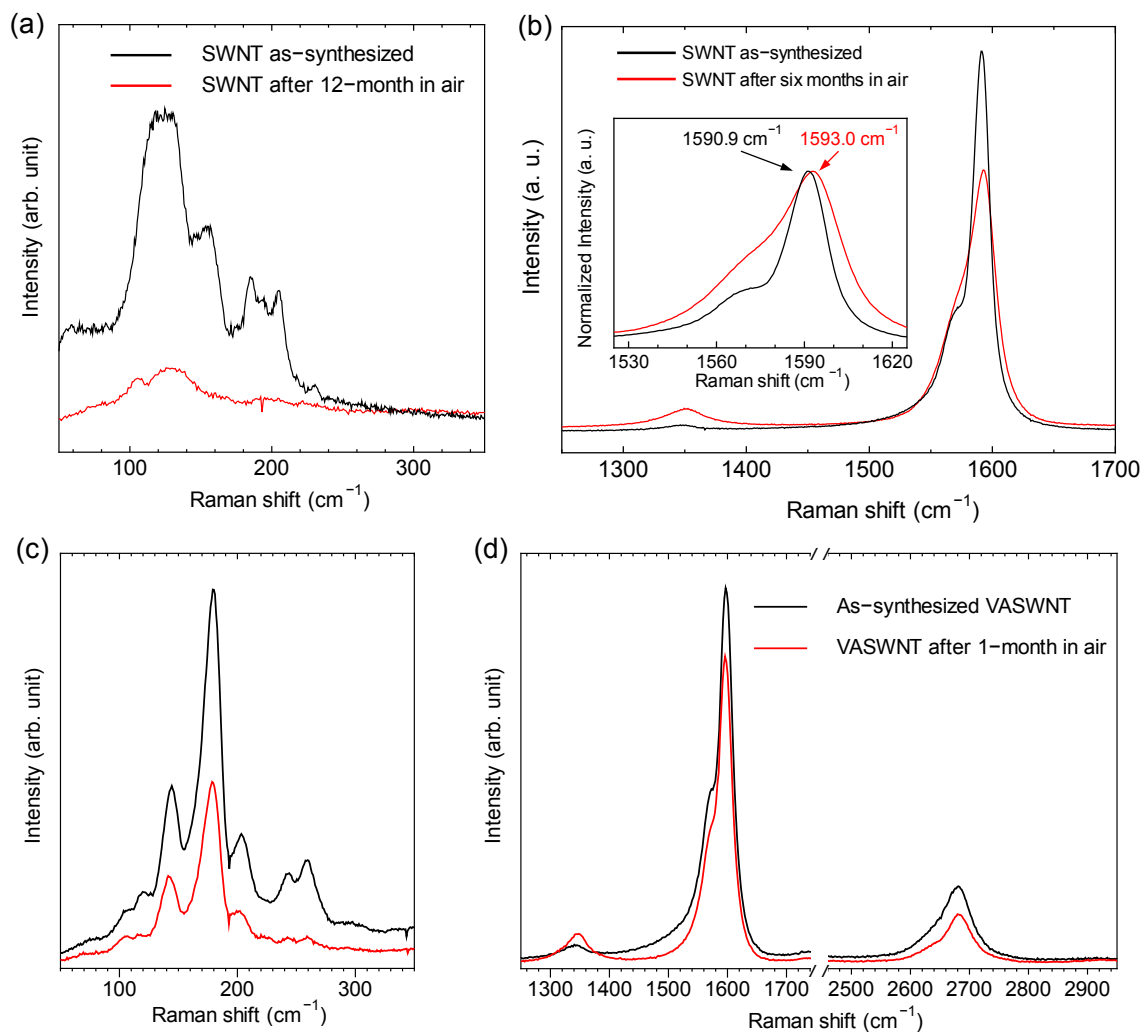 (a)
SWNT as−synthesized
SWNT after 12−month in air
Intensity (arb. unit)
100 200 300
Raman shift (cm⁻¹)
(b)
SWNT as−synthesized
SWNT after six months in air
1590.9 cm⁻¹ 1593.0 cm⁻¹
Normalized Intensity (a. u.)
1530 1560 1590 1620
Raman shift (cm⁻¹)
Intensity (a. u.)
1300 1400 1500 1600 1700
Raman shift (cm⁻¹)
(c)
Intensity (arb. unit)
100 200 300
Raman shift (cm⁻¹)
(d)
As−synthesized VASWNT
VASWNT after 1−month in air
Intensity (arb. unit)
1300 1400 1500 1600 1700 2500 2600 2700 2800 2900
Raman shift (cm⁻¹)